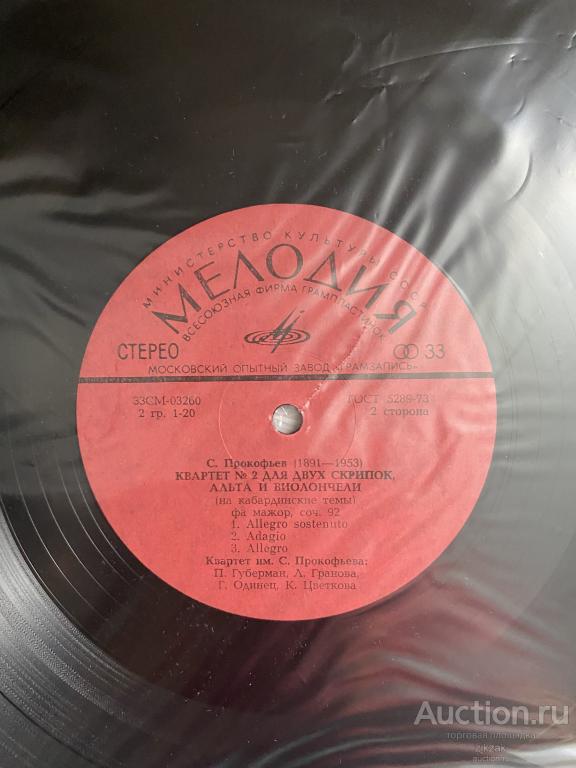 МИНИСТЕРСТВО КУЛЬТУРЫ СССР
МЕЛОДИЯ
ВСЕСОЮЗНАЯ ФИРМА ГРАМПЛАСТИНОК
СТЕРЕО
33
МОСКОВСКИЙ ОПЫТНЫЙ ЗАВОД «ГРАМЗАПИСЬ»
33СМ-03260
ГОСТ 5289-73
2 гр. 1-20
2 сторона
С. Прокофьев (1891—1953)
КВАРТЕТ № 2 ДЛЯ ДВУХ СКРИПОК,
АЛЬТА И ВИОЛОНЧЕЛИ
(на кабардинские темы)
фа мажор, соч. 92
1. Allegro sostenuto
2. Adagio
3. Allegro
Квартет им. С. Прокофьева:
П. Губерман, Л. Гранова,
Г. Одинец, К. Цветкова
Auction.ru
торговая площадка
zikzak